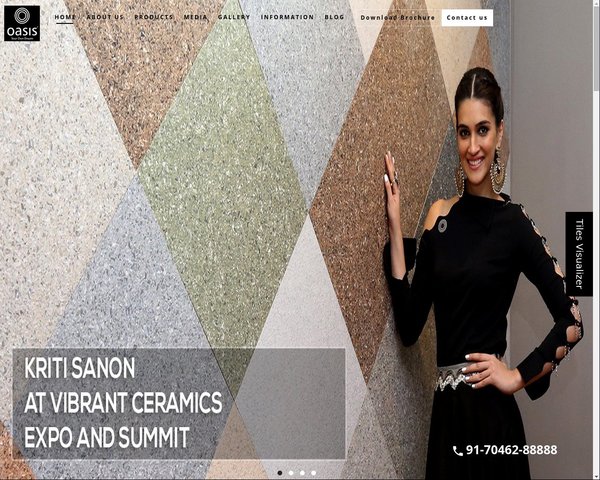 oasis
HOME
ABOUT US
PRODUCTS
MEDIA
GALLERY
INFORMATION
BLOG
Download Brochure
Contact us
Tiles Visualizer
KRITI SANON
AT VIBRANT CERAMICS
EXPO AND SUMMIT
91-70462-88888